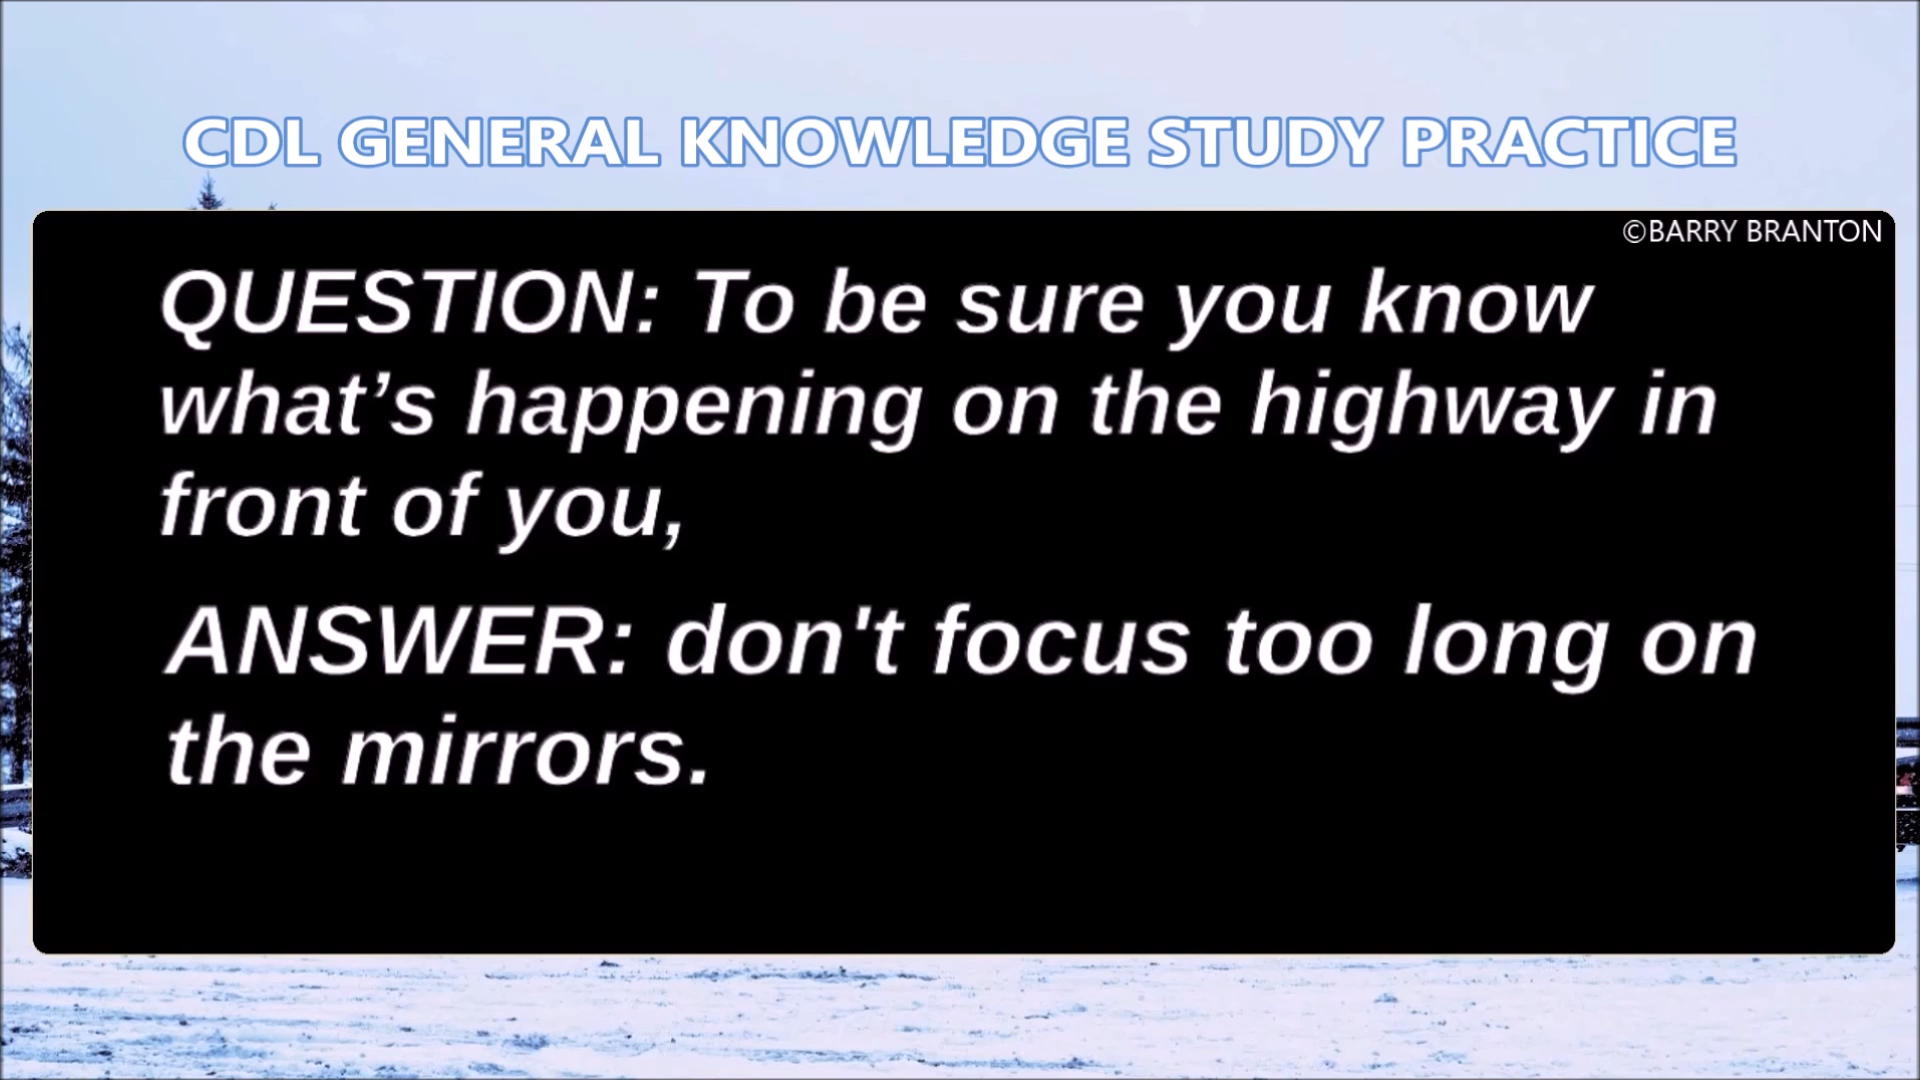 CDL GENERAL KNOWLEDGE STUDY PRACTICE
©BARRY BRANTON
QUESTION: To be sure you know
what’s happening on the highway in
front of you,
ANSWER: don't focus too long on
the mirrors.